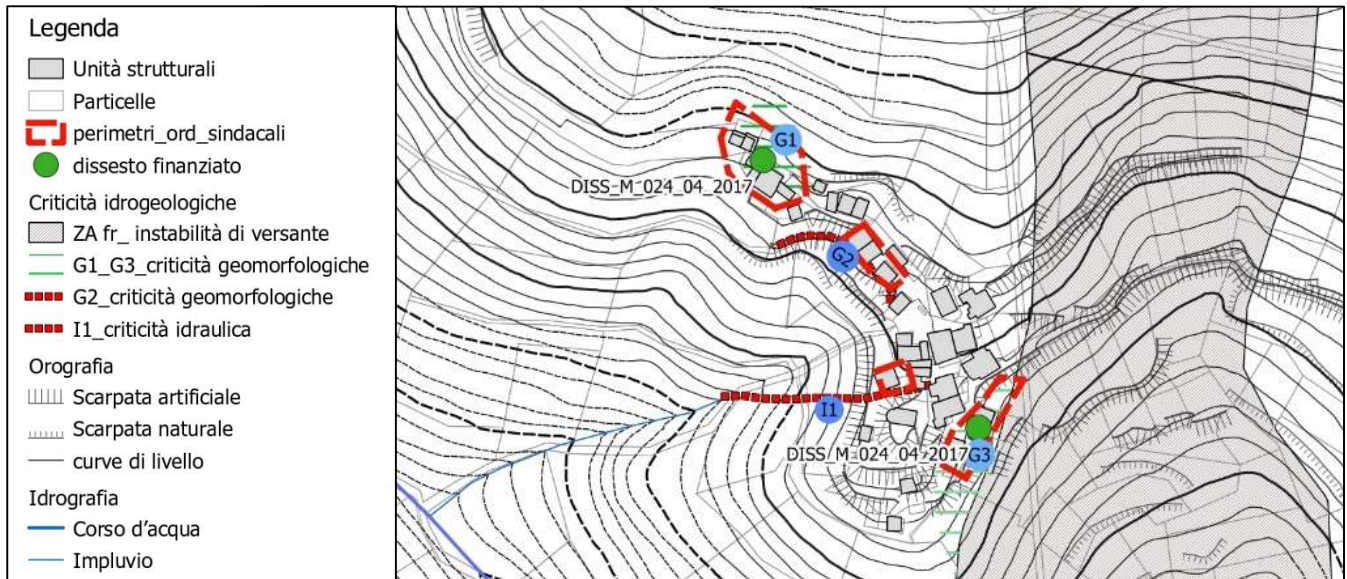 Legenda
Unità strutturali
Particelle
perimetri_ord_sindacali
dissesto finanziato
Criticità idrogeologiche
ZA fr_ instabilità di versante
G1_G3_criticità geomorfologiche
G2_criticità geomorfologiche
I1_criticità idraulica
Orografia
Scarpata artificiale
Scarpata naturale
curve di livello
Idrografia
Corso d'acqua
Impluvio
G1
DISS_M_024_04_2017
G2
I1
DISS_M_024_04_2017
G3